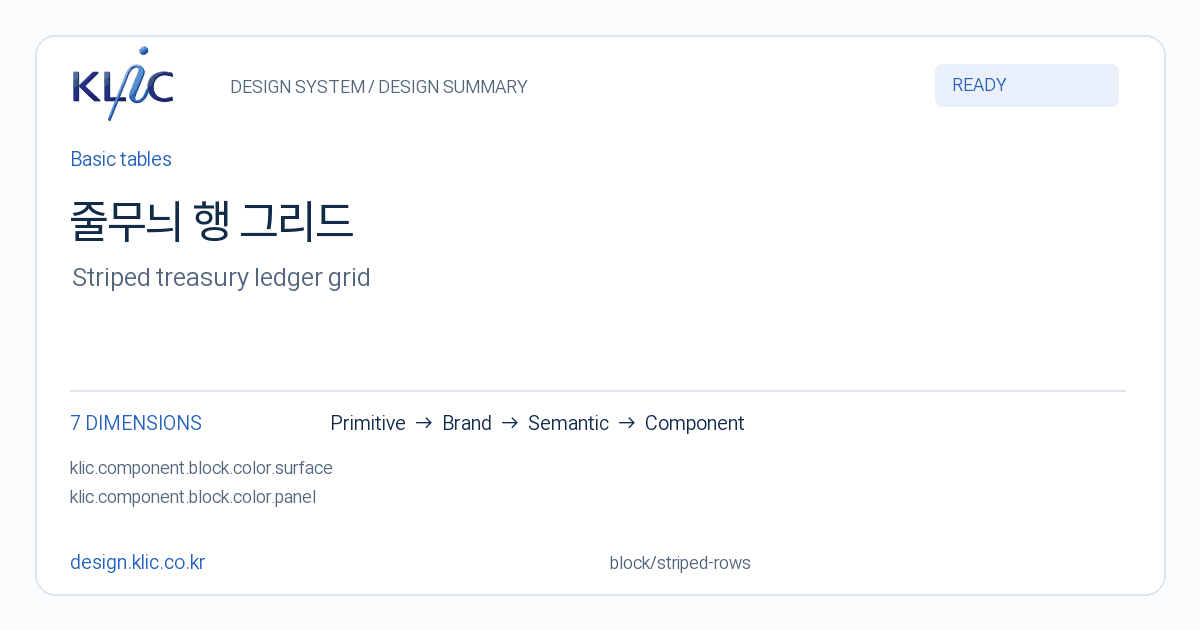 KLIC
DESIGN SYSTEM / DESIGN SUMMARY
READY
Basic tables
줄무늬 행 그리드
Striped treasury ledger grid
7 DIMENSIONS
Primitive → Brand → Semantic → Component
klic.component.block.color.surface
klic.component.block.color.panel
design.klic.co.kr
block/striped-rows